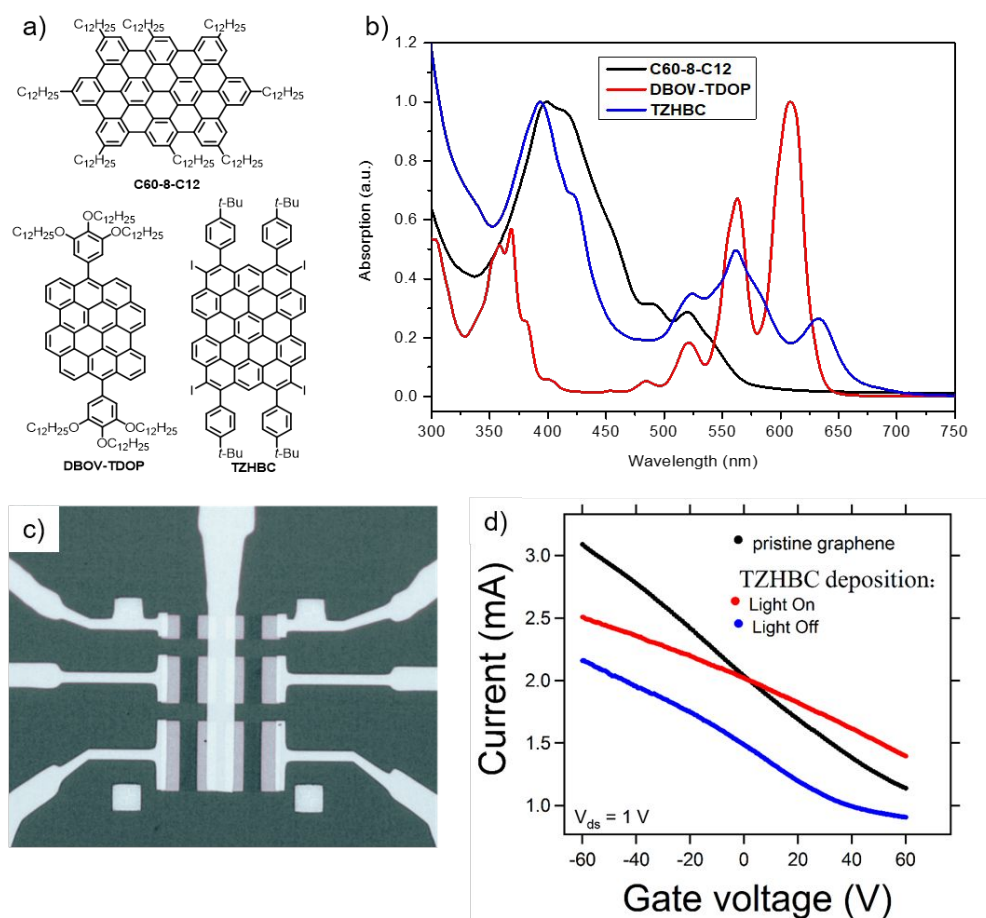 a)
C12H25 C12H25 C12H25
C12H25 C12H25
C12H25 C12H25 C12H25
C60-8-C12
OC12H25
C12H25O OC12H25
C12H25O OC12H25
OC12H25
DBOV-TDOP
t-Bu t-Bu
I I
I I
t-Bu t-Bu
TZHBC
b)
Absorption (a.u.)
1.2
1.0
0.8
0.6
0.4
0.2
0.0
C60-8-C12
DBOV-TDOP
TZHBC
300 350 400 450 500 550 600 650 700 750
Wavelength (nm)
c)
d)
Current (mA)
3.0
2.5
2.0
1.5
1.0
pristine graphene
TZHBC deposition:
Light On
Light Off
Vds = 1 V
-60 -40 -20 0 20 40 60
Gate voltage (V)